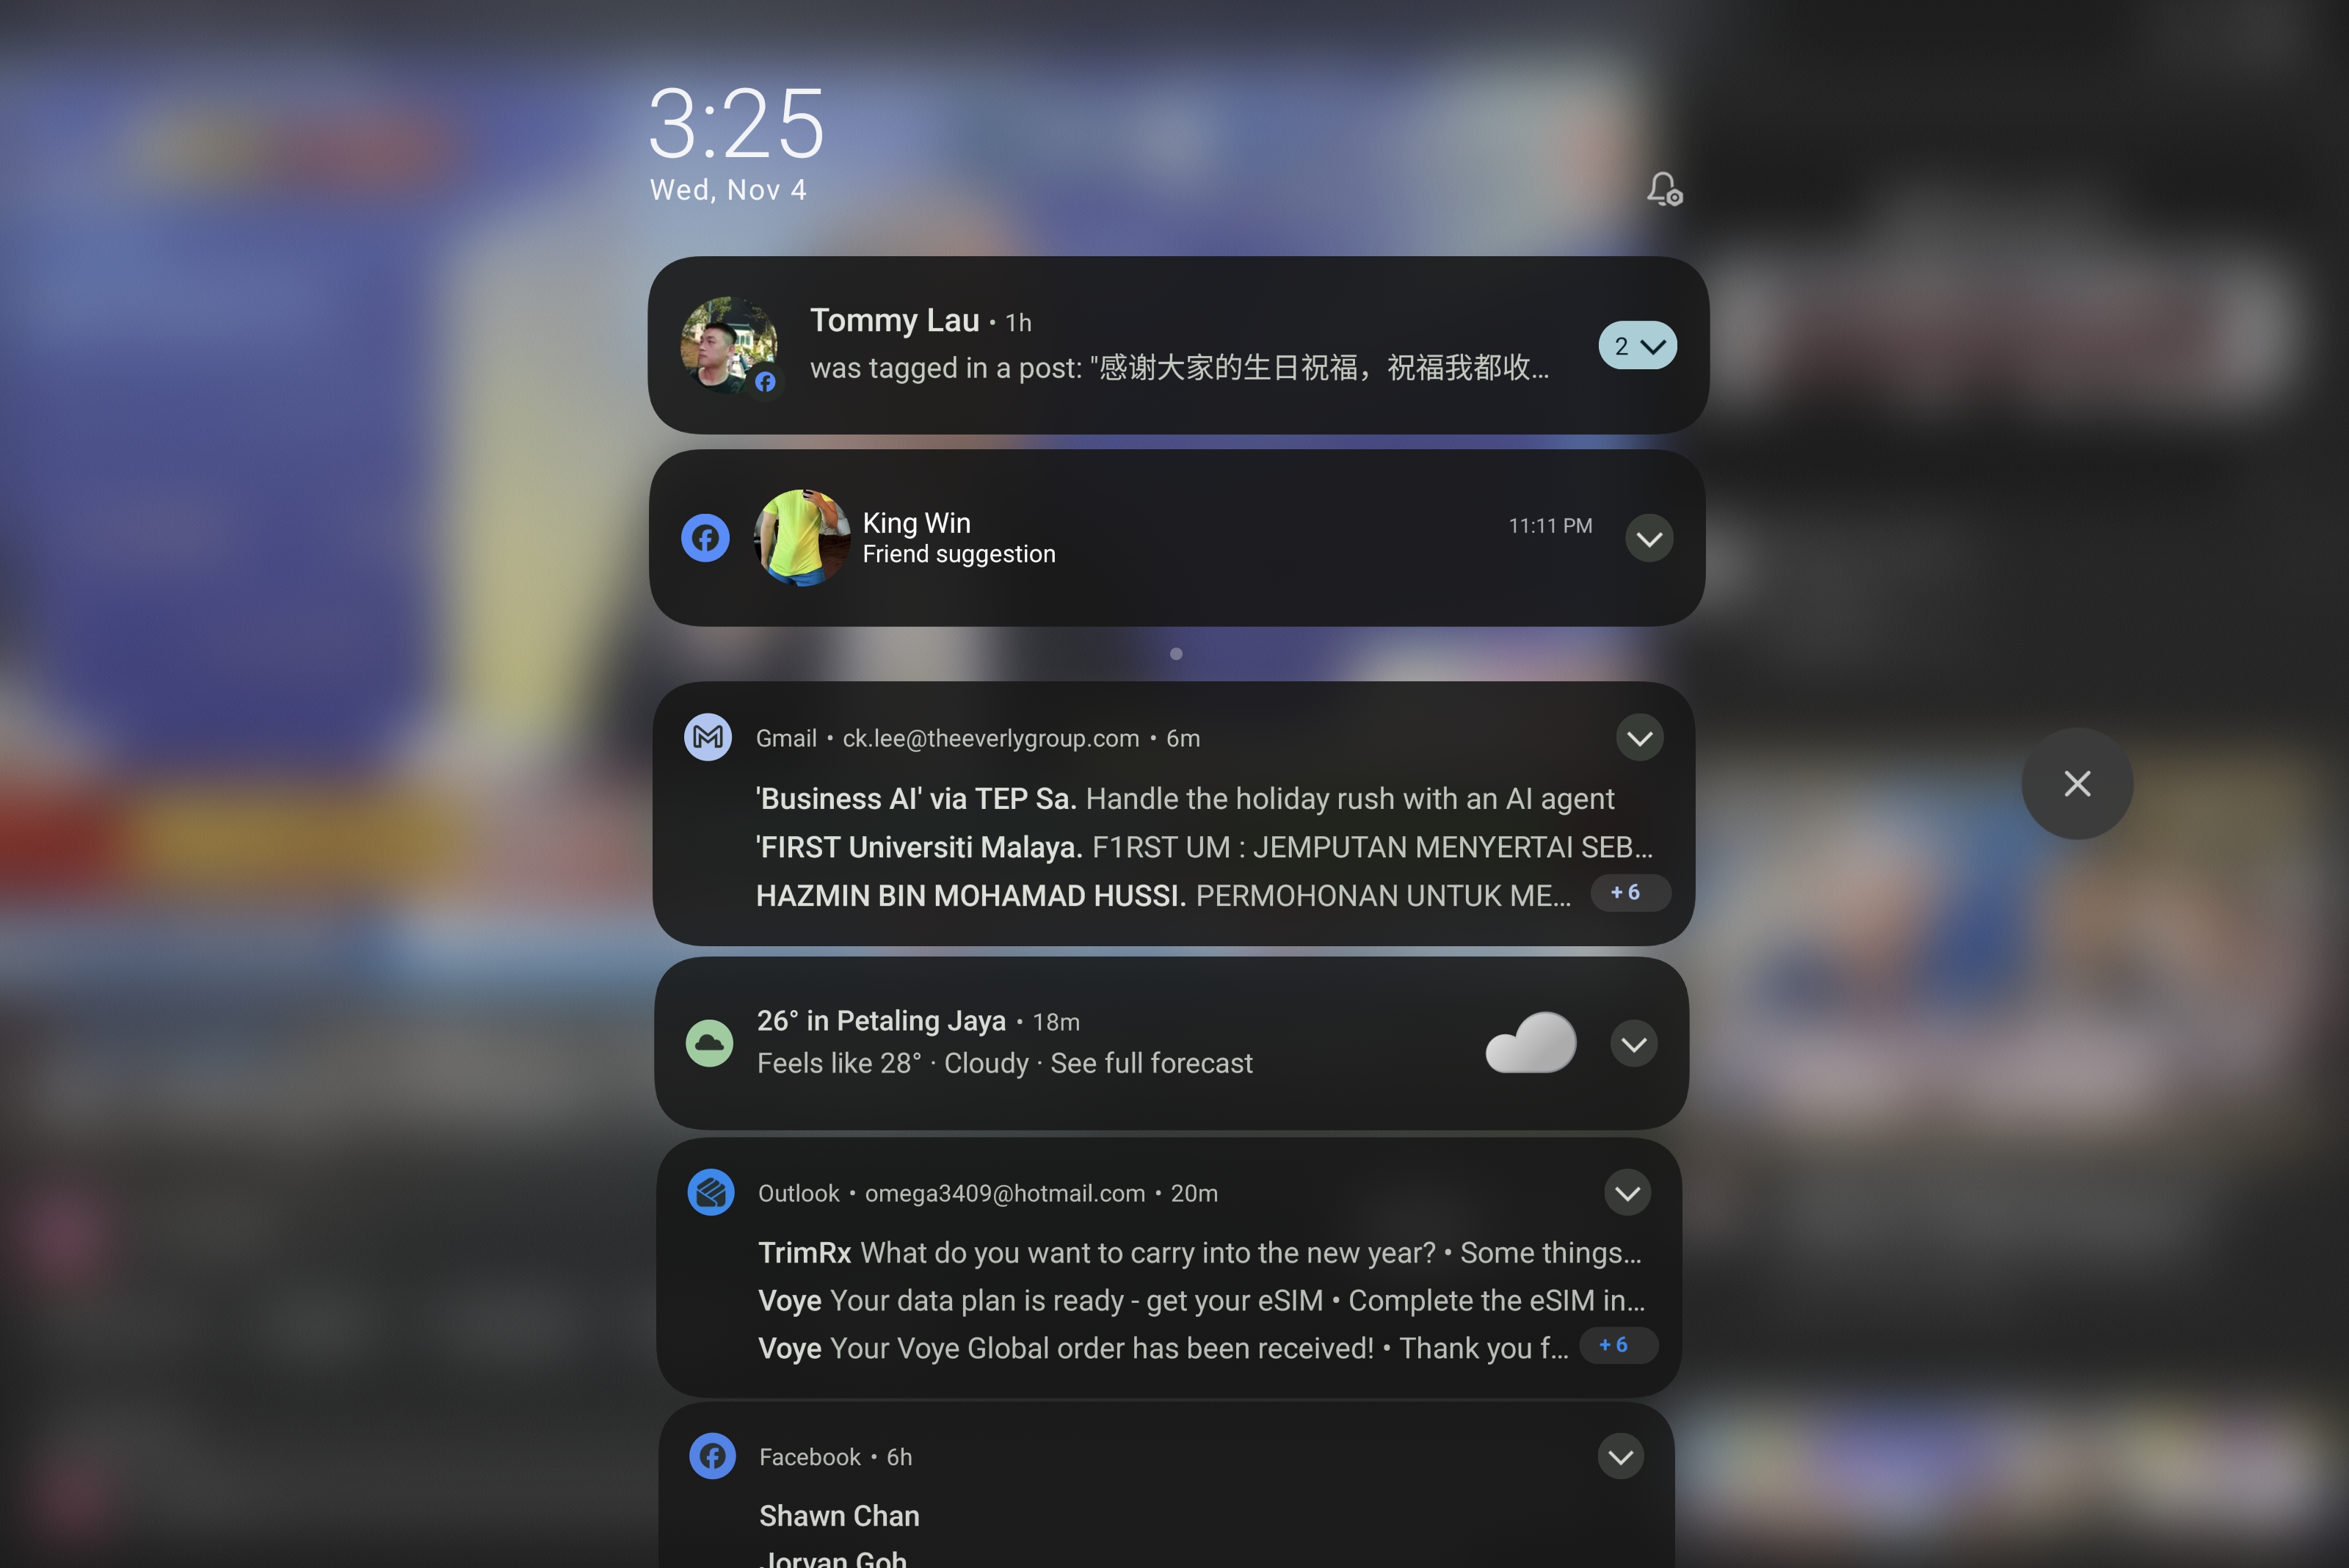 3:25
Wed, Nov 4
Tommy Lau • 1h
was tagged in a post: "感谢大家的生日祝福，祝福我都收...
2
King Win
11:11 PM
Friend suggestion
Gmail • ck.lee@theeverlygroup.com • 6m
'Business AI' via TEP Sa. Handle the holiday rush with an AI agent
'FIRST Universiti Malaya. F1RST UM : JEMPUTAN MENYERTAI SEB...
HAZMIN BIN MOHAMAD HUSSI. PERMOHONAN UNTUK ME...
+6
26° in Petaling Jaya • 18m
Feels like 28° · Cloudy · See full forecast
Outlook • omega3409@hotmail.com • 20m
TrimRx What do you want to carry into the new year? • Some things...
Voye Your data plan is ready - get your eSIM • Complete the eSIM in...
Voye Your Voye Global order has been received! • Thank you f...
+6
Facebook • 6h
Shawn Chan
Jorvan Goh